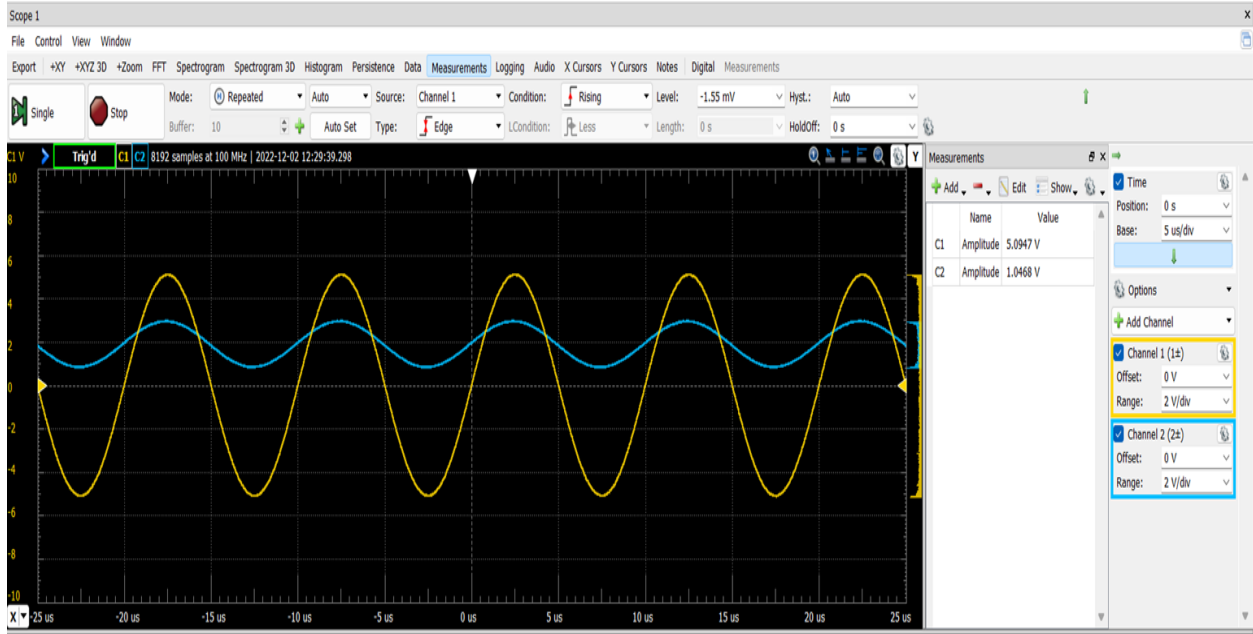 Scope 1 x
File Control View Window
Export +XY +XYZ 3D +Zoom FFT Spectrogram Spectrogram 3D Histogram Persistence Data Measurements Logging Audio X Cursors Y Cursors Notes Digital Measurements
Single Stop Mode: Repeated Auto Source: Channel 1 Condition: Rising Level: -1.55 mV Hyst.: Auto
Buffer: 10 Auto Set Type: Edge LCondition: Less Length: 0 s HoldOff: 0 s
C1 V Trig'd C1 C2 8192 samples at 100 MHz | 2022-12-02 12:29:39.298 Y
10
8
6
4
2
0
-2
-4
-6
-8
-10
X -25 us -20 us -15 us -10 us -5 us 0 us 5 us 10 us 15 us 20 us 25 us
Measurements x
Add Edit Show
Name Value
C1 Amplitude 5.0947 V
C2 Amplitude 1.0468 V
Time
Position: 0 s
Base: 5 us/div
Options
Add Channel
Channel 1 (1±)
Offset: 0 V
Range: 2 V/div
Channel 2 (2±)
Offset: 0 V
Range: 2 V/div